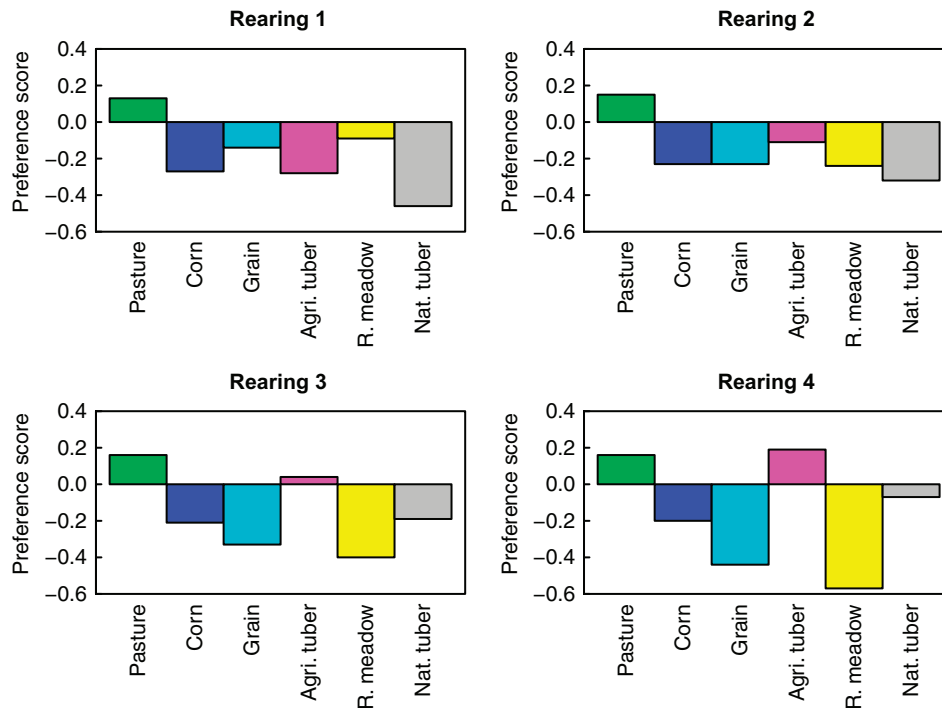 Rearing 1
Preference score
0.4
0.2
0.0
−0.2
−0.4
−0.6
Pasture
Corn
Grain
Agri. tuber
R. meadow
Nat. tuber
Rearing 2
Preference score
0.4
0.2
0.0
−0.2
−0.4
−0.6
Pasture
Corn
Grain
Agri. tuber
R. meadow
Nat. tuber
Rearing 3
Preference score
0.4
0.2
0.0
−0.2
−0.4
−0.6
Pasture
Corn
Grain
Agri. tuber
R. meadow
Nat. tuber
Rearing 4
Preference score
0.4
0.2
0.0
−0.2
−0.4
−0.6
Pasture
Corn
Grain
Agri. tuber
R. meadow
Nat. tuber